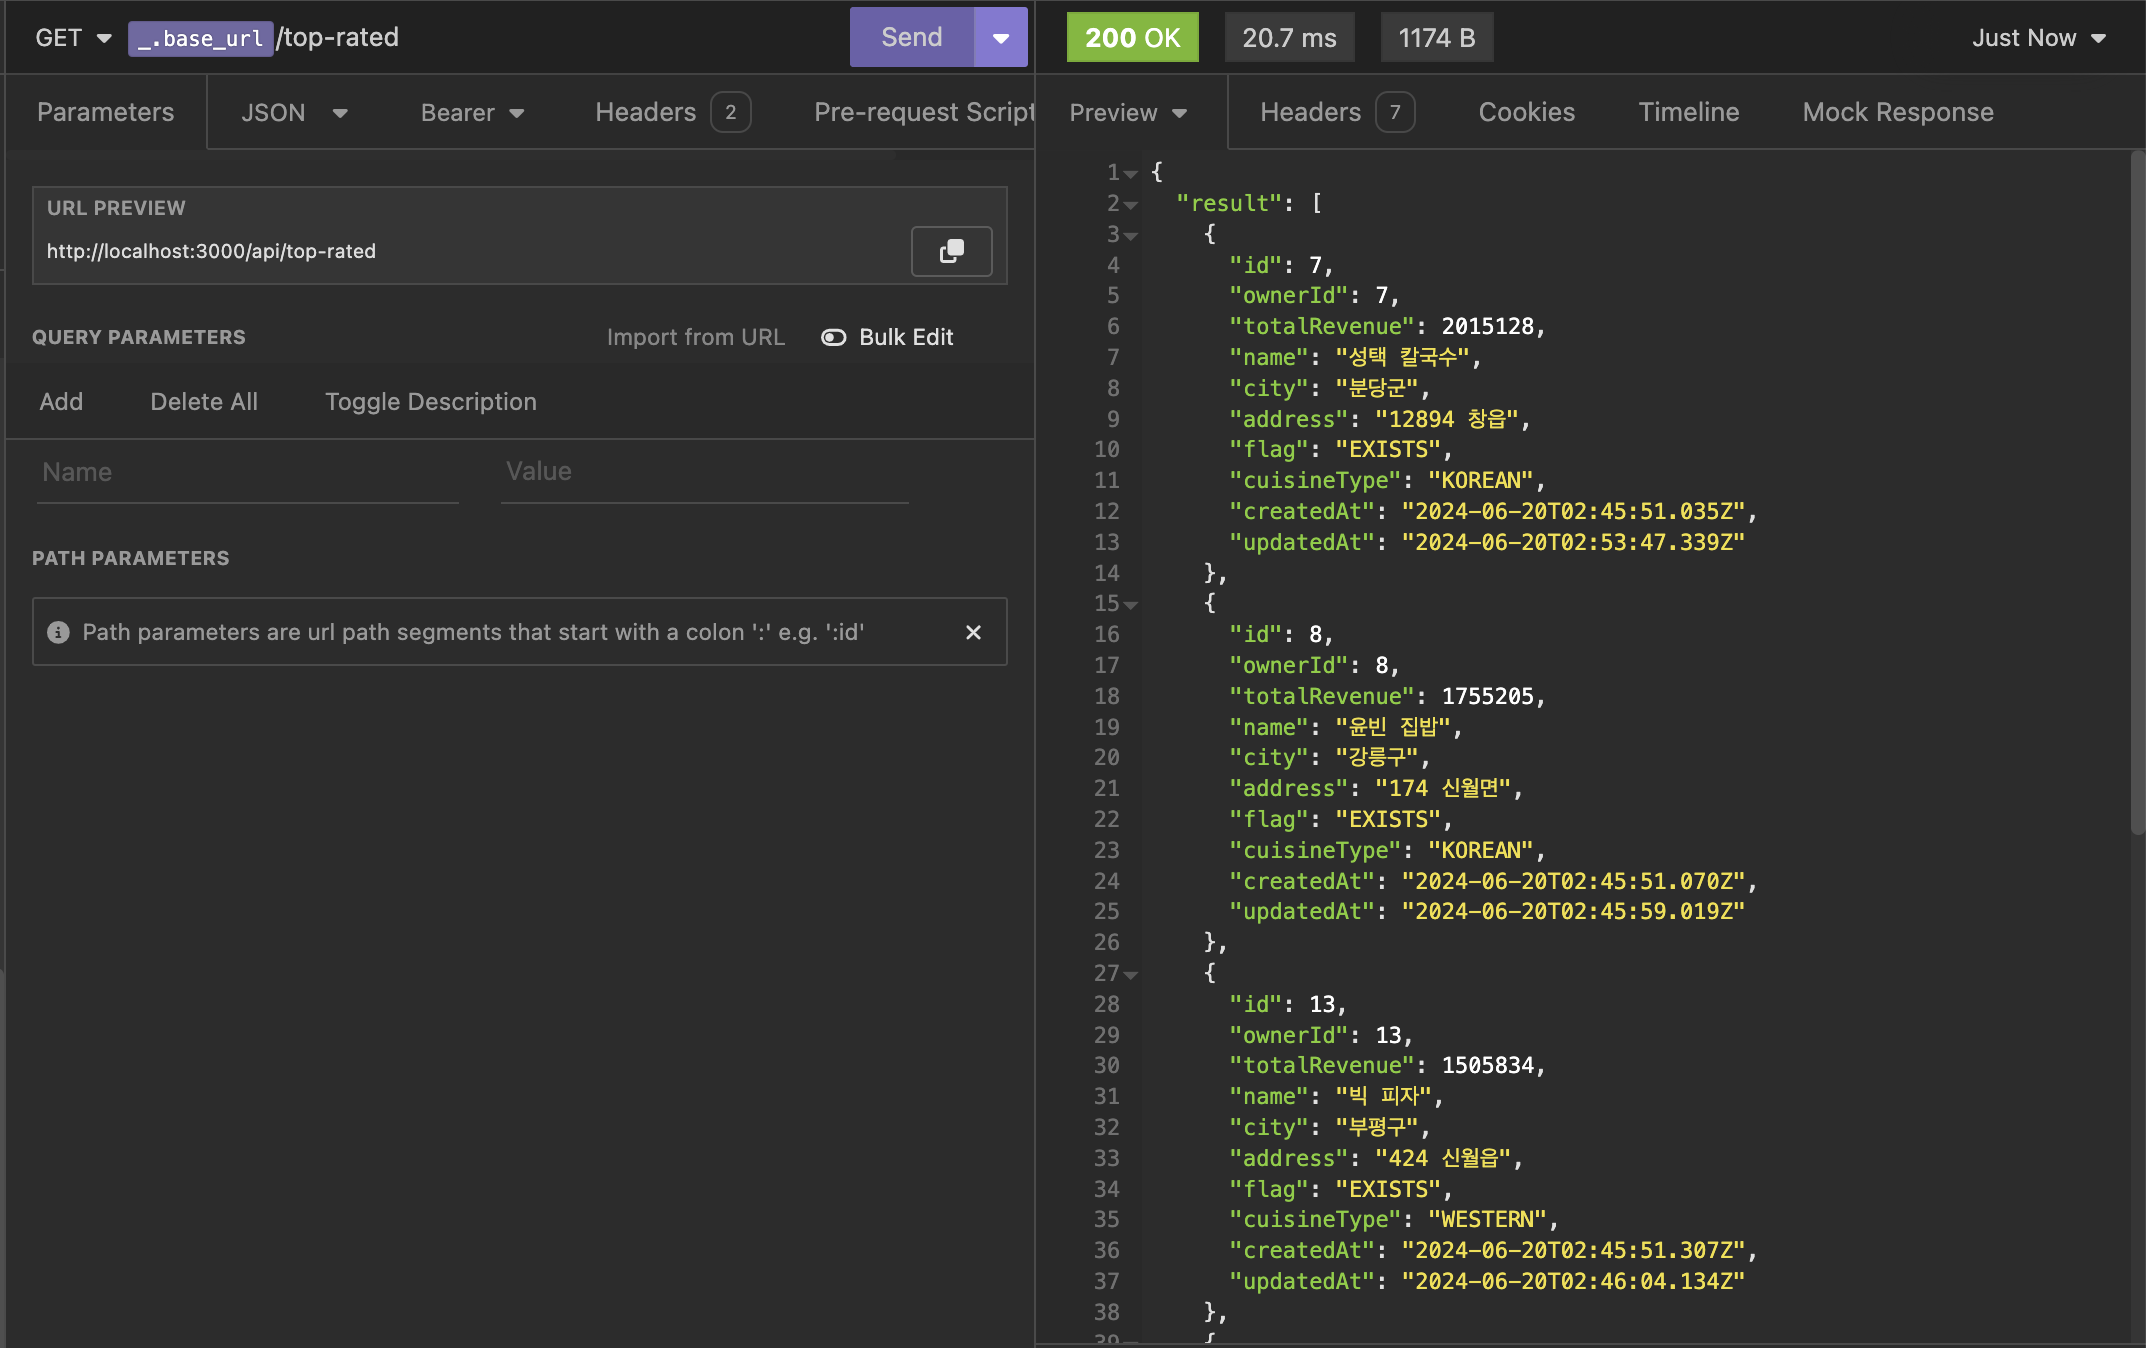 GET _.base_url /top-rated Send
Parameters JSON Bearer Headers 2 Pre-request Script
URL PREVIEW
http://localhost:3000/api/top-rated
QUERY PARAMETERS Import from URL Bulk Edit
Add Delete All Toggle Description
Name Value
PATH PARAMETERS
Path parameters are url path segments that start with a colon ':' e.g. ':id'
200 OK 20.7 ms 1174 B Just Now
Preview Headers 7 Cookies Timeline Mock Response
1 {
2 "result": [
3 {
4 "id": 7,
5 "ownerId": 7,
6 "totalRevenue": 2015128,
7 "name": "성택 칼국수",
8 "city": "분당군",
9 "address": "12894 창읍",
10 "flag": "EXISTS",
11 "cuisineType": "KOREAN",
12 "createdAt": "2024-06-20T02:45:51.035Z",
13 "updatedAt": "2024-06-20T02:53:47.339Z"
14 },
15 {
16 "id": 8,
17 "ownerId": 8,
18 "totalRevenue": 1755205,
19 "name": "윤빈 집밥",
20 "city": "강릉구",
21 "address": "174 신월면",
22 "flag": "EXISTS",
23 "cuisineType": "KOREAN",
24 "createdAt": "2024-06-20T02:45:51.070Z",
25 "updatedAt": "2024-06-20T02:45:59.019Z"
26 },
27 {
28 "id": 13,
29 "ownerId": 13,
30 "totalRevenue": 1505834,
31 "name": "빅 피자",
32 "city": "부평구",
33 "address": "424 신월읍",
34 "flag": "EXISTS",
35 "cuisineType": "WESTERN",
36 "createdAt": "2024-06-20T02:45:51.307Z",
37 "updatedAt": "2024-06-20T02:46:04.134Z"
38 },
39 {